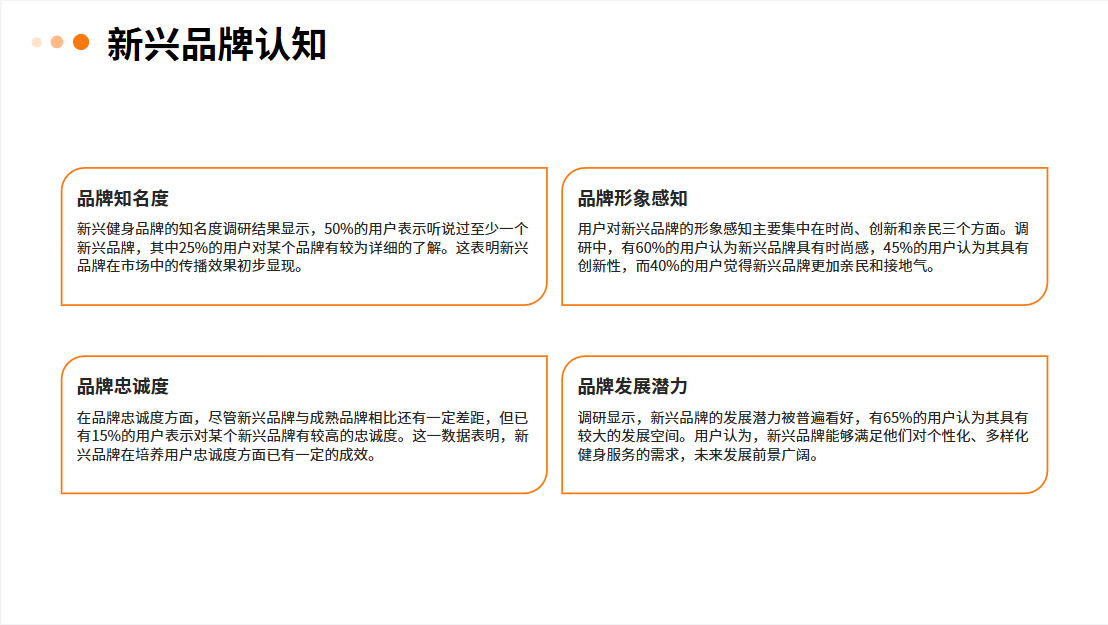 新兴品牌认知
品牌知名度
新兴健身品牌的知名度调研结果显示，50%的用户表示听说过至少一个
新兴品牌，其中25%的用户对某个品牌有较为详细的了解。这表明新兴
品牌在市场中的传播效果初步显现。
品牌形象感知
用户对新兴品牌的形象感知主要集中在时尚、创新和亲民三个方面。调
研中，有60%的用户认为新兴品牌具有时尚感，45%的用户认为其具有
创新性，而40%的用户觉得新兴品牌更加亲民和接地气。
品牌忠诚度
在品牌忠诚度方面，尽管新兴品牌与成熟品牌相比还有一定差距，但已
有15%的用户表示对某个新兴品牌有较高的忠诚度。这一数据表明，新
兴品牌在培养用户忠诚度方面已有一定的成效。
品牌发展潜力
调研显示，新兴品牌的发展潜力被普遍看好，有65%的用户认为其具有
较大的发展空间。用户认为，新兴品牌能够满足他们对个性化、多样化
健身服务的需求，未来发展前景广阔。